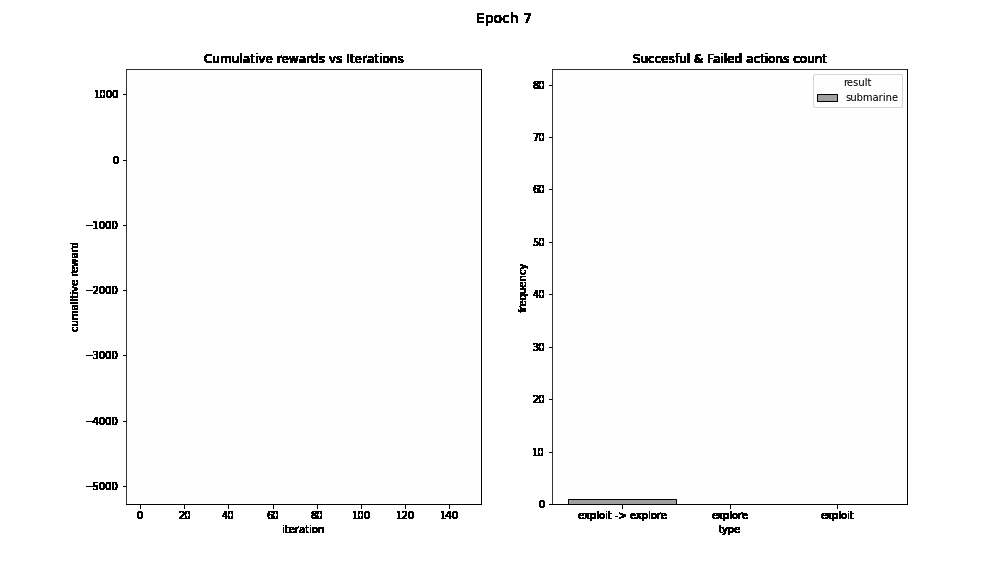 Epoch 7
Cumulative rewards vs Iterations
1000
0
−1000
−2000
−3000
−4000
−5000
cumalitive reward
0 20 40 60 80 100 120 140
iteration
Succesful & Failed actions count
result
submarine
80
70
60
50
40
30
20
10
0
frequency
exploit -> explore explore exploit
type